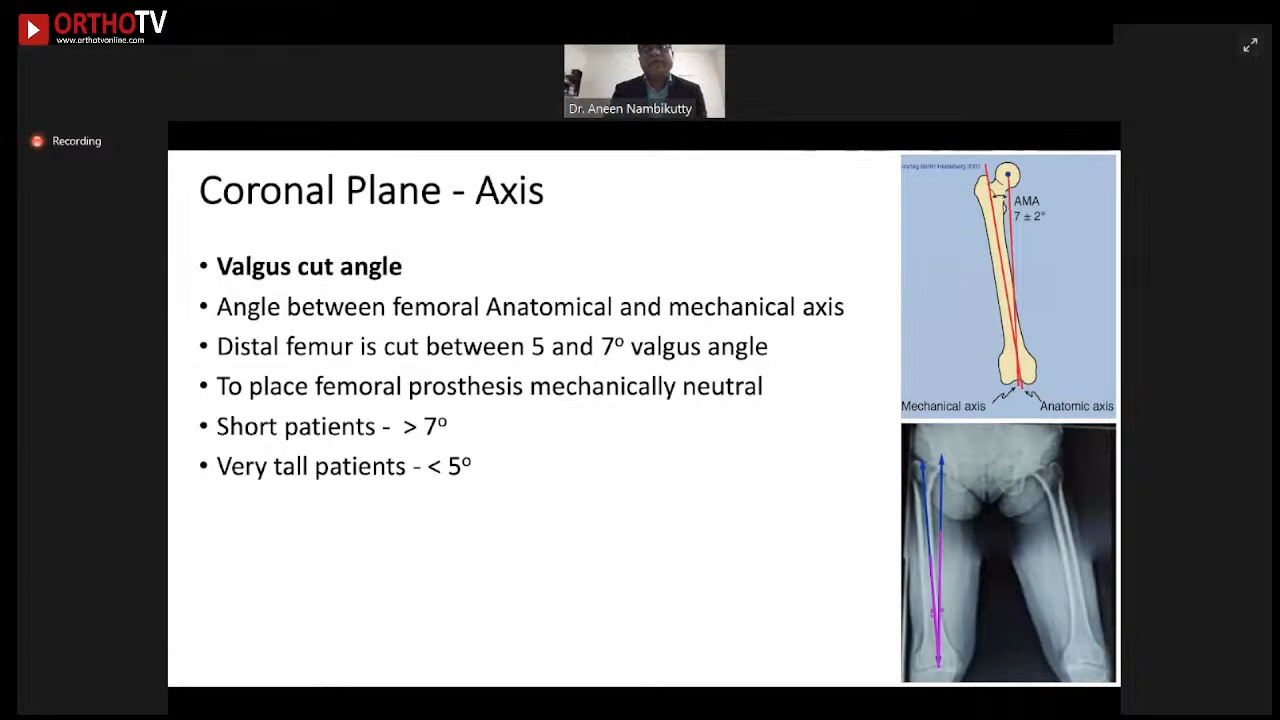 ORTHOTV
www.orthotvonline.com
Dr. Aneen Nambikutty
Recording
Coronal Plane - Axis
• Valgus cut angle
• Angle between femoral Anatomical and mechanical axis
• Distal femur is cut between 5 and 7º valgus angle
• To place femoral prosthesis mechanically neutral
• Short patients -  > 7º
• Very tall patients - < 5º
AMA
7 ± 2°
Mechanical axis
Anatomic axis